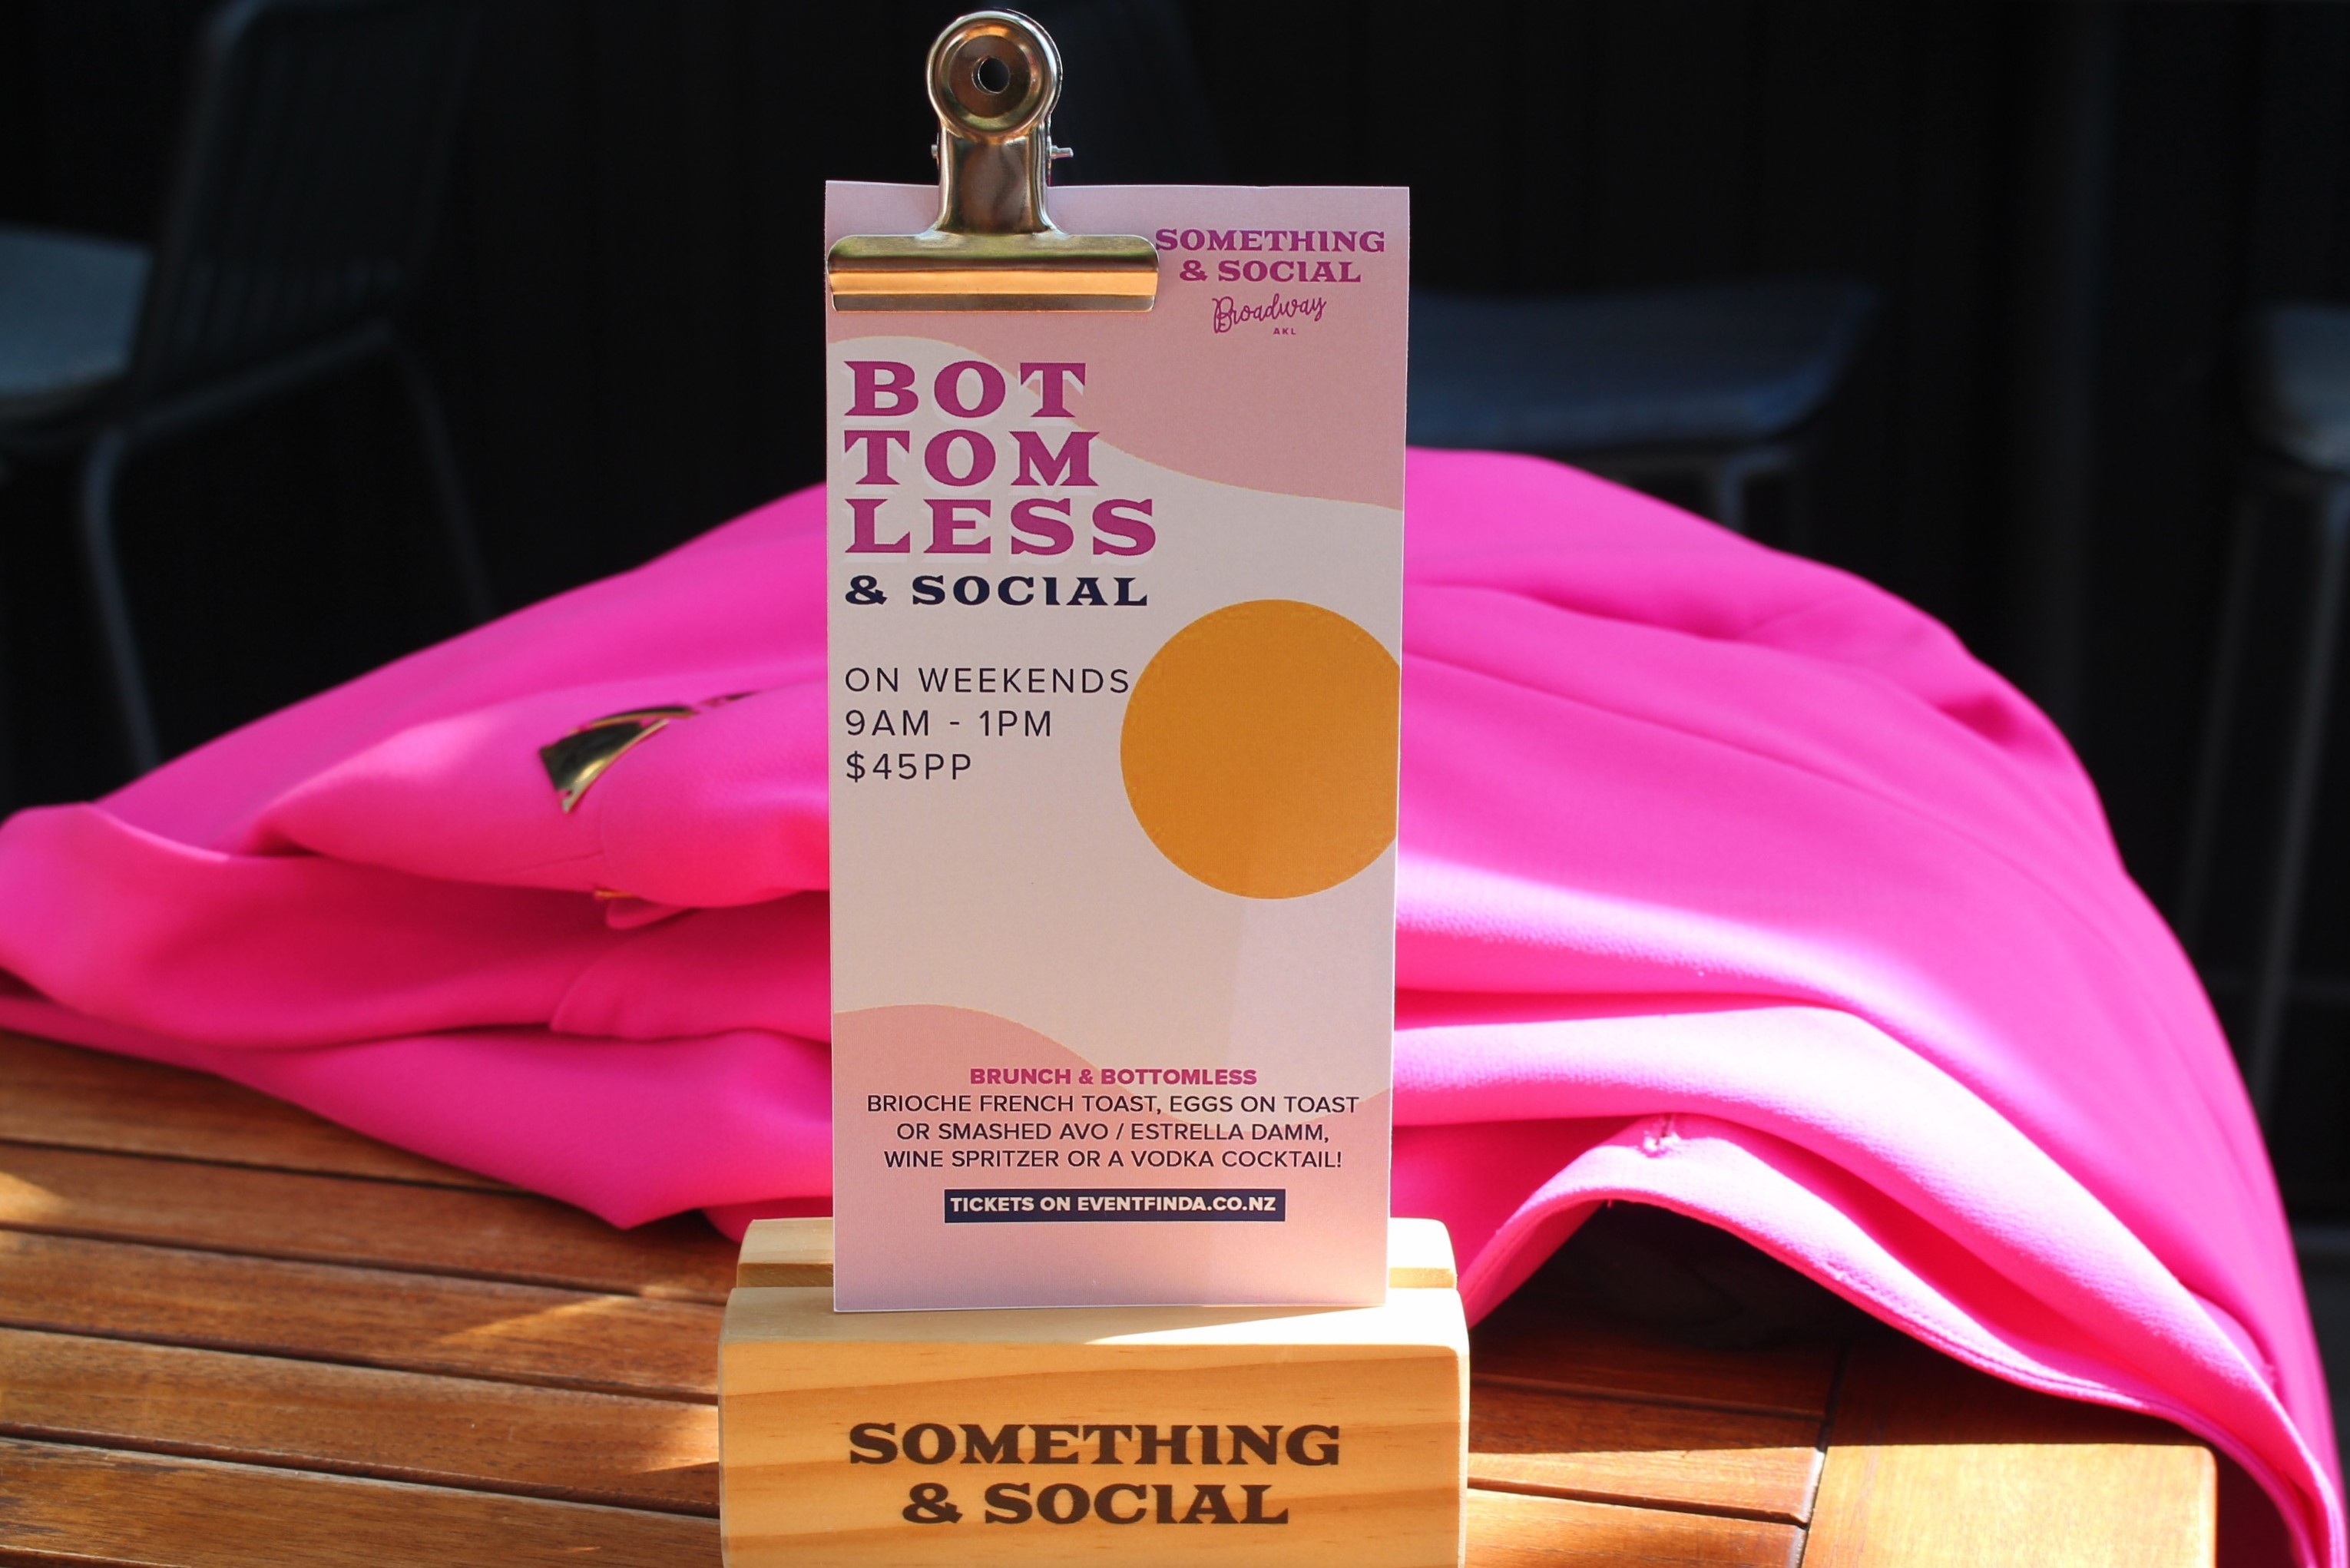 SOMETHING
& SOCIAL
Broadway
AKL
BOT
TOM
LESS
& SOCIAL
ON WEEKENDS
9AM - 1PM
$45PP
BRUNCH & BOTTOMLESS
BRIOCHE FRENCH TOAST, EGGS ON TOAST
OR SMASHED AVO / ESTRELLA DAMM,
WINE SPRITZER OR A VODKA COCKTAIL!
TICKETS ON EVENTFINDA.CO.NZ
SOMETHING
& SOCIAL